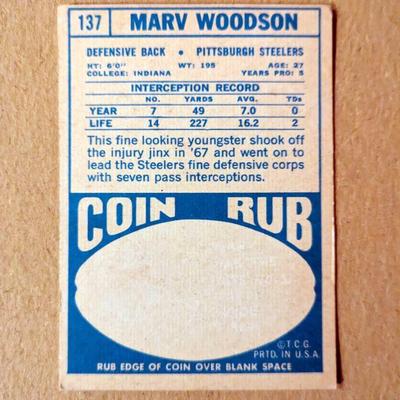 137 MARV WOODSON
DEFENSIVE BACK • PITTSBURGH STEELERS
HT: 6'0" WT: 195 AGE: 27
COLLEGE: INDIANA YEARS PRO: 5
INTERCEPTION RECORD
NO. YARDS AVG. TDs
YEAR 7 49 7.0 0
LIFE 14 227 16.2 2
This fine looking youngster shook off
the injury jinx in '67 and went on to
lead the Steelers fine defensive corps
with seven pass interceptions.
COIN RUB
©T.C.G.
PRTD. IN U.S.A.
RUB EDGE OF COIN OVER BLANK SPACE